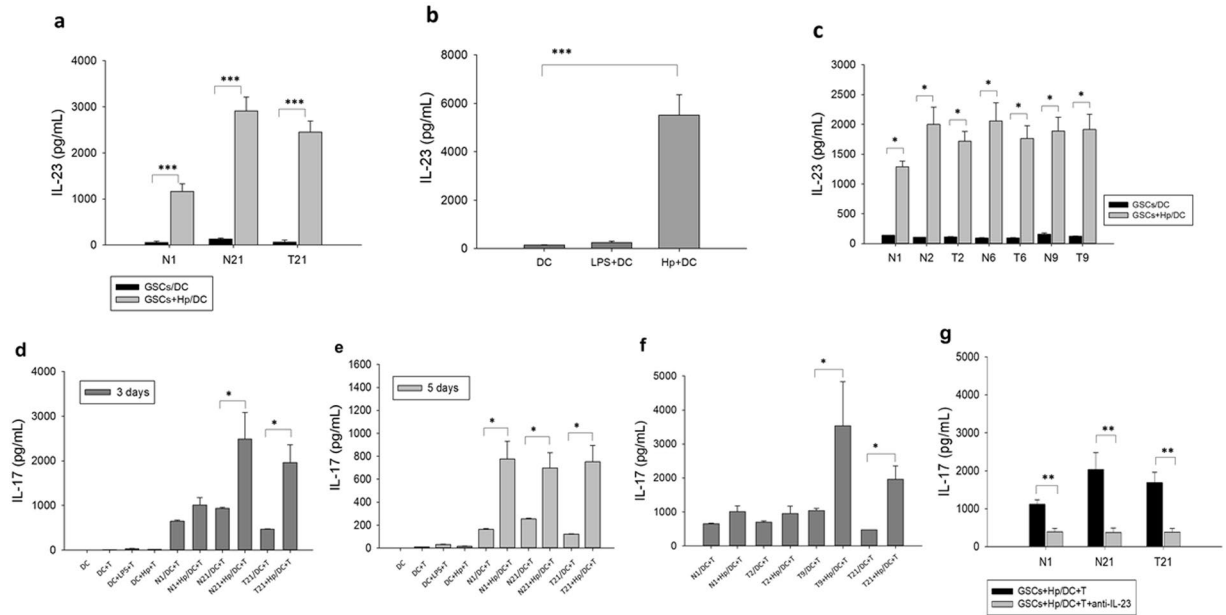 a
IL-23 (pg/mL)
4000
3000
2000
1000
0
***
***
***
N1 N21 T21
GSCs/DC
GSCs+Hp/DC
b
IL-23 (pg/mL)
8000
6000
4000
2000
0
***
DC LPS+DC Hp+DC
c
IL-23 (pg/mL)
3000
2500
2000
1500
1000
500
0
* * * * * * *
N1 N2 T2 N6 T6 N9 T9
GSCs/DC
GSCs+Hp/DC
d
IL-17 (pg/mL)
4000
3000
2000
1000
0
3 days
* *
DC DC+T DC+LPS+T DC+Hp+T N1/DC+T N1+Hp/DC+T N21/DC+T N21+Hp/DC+T T21/DC+T T21+Hp/DC+T
e
IL-17 (pg/mL)
1600
1400
1200
1000
800
600
400
200
0
5 days
* * *
DC DC+T DC+LPS+T DC+Hp+T N1/DC+T N1+Hp/DC+T N21/DC+T N21+Hp/DC+T T21/DC+T T21+Hp/DC+T
f
IL-17 (pg/mL)
5000
4000
3000
2000
1000
0
* *
N1/DC+T N1+Hp/DC+T T2/DC+T T2+Hp/DC+T T9/DC+T T9+Hp/DC+T T21/DC+T T21+Hp/DC+T
g
IL-17 (pg/mL)
5000
4000
3000
2000
1000
0
** ** **
N1 N21 T21
GSCs+Hp/DC+T
GSCs+Hp/DC+T+anti-IL-23